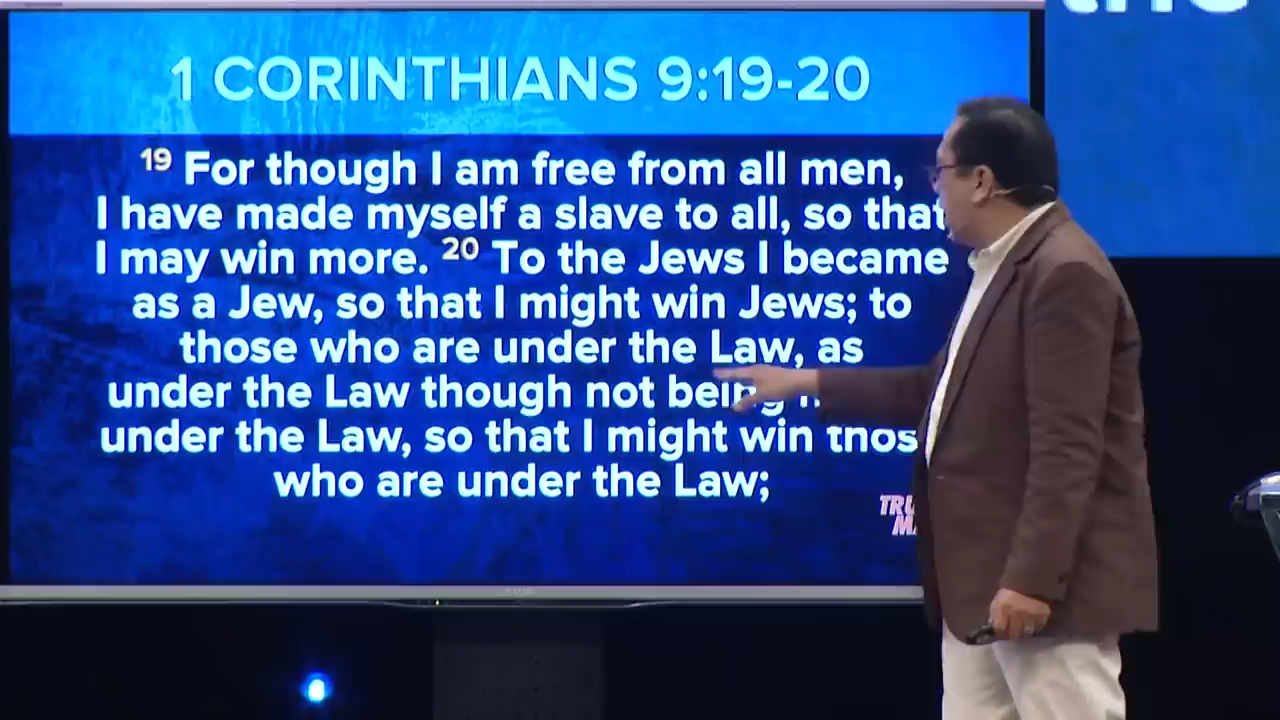 1 CORINTHIANS 9:19-20
19 For though I am free from all men,
I have made myself a slave to all, so that
I may win more. 20 To the Jews I became
as a Jew, so that I might win Jews; to
those who are under the Law, as
under the Law though not being
under the Law, so that I might win
who are under the Law;